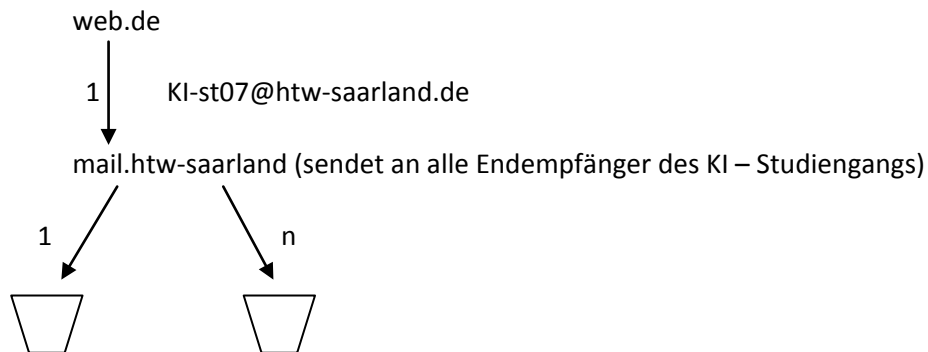 web.de
1 KI-st07@htw-saarland.de
mail.htw-saarland (sendet an alle Endempfänger des KI – Studiengangs)
1 n